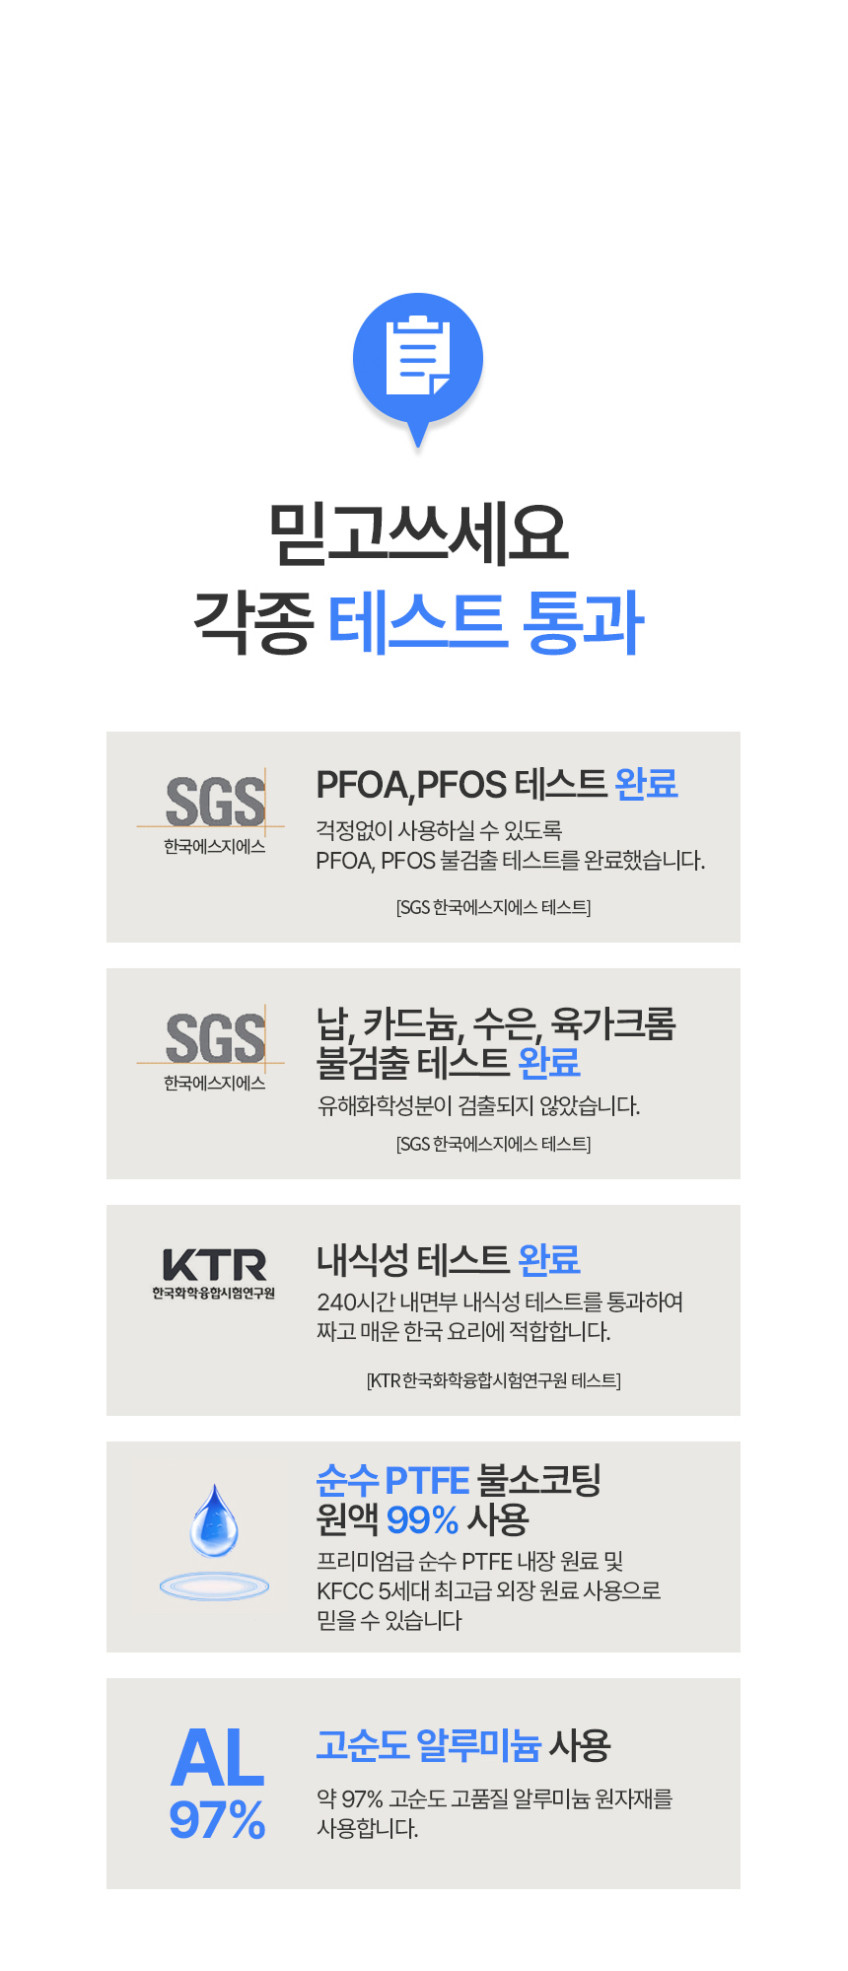 믿고쓰세요
각종 테스트 통과
SGS
한국에스지에스
PFOA,PFOS 테스트 완료
걱정없이 사용하실 수 있도록
PFOA, PFOS 불검출 테스트를 완료했습니다.
[SGS 한국에스지에스 테스트]
SGS
한국에스지에스
납, 카드늄, 수은, 육가크롬
불검출 테스트 완료
유해화학성분이 검출되지 않았습니다.
[SGS 한국에스지에스 테스트]
KTR
한국화학융합시험연구원
내식성 테스트 완료
240시간 내면부 내식성 테스트를 통과하여
짜고 매운 한국 요리에 적합합니다.
[KTR 한국화학융합시험연구원 테스트]
순수 PTFE 불소코팅
원액 99% 사용
프리미엄급 순수 PTFE 내장 원료 및
KFCC 5세대 최고급 외장 원료 사용으로
믿을 수 있습니다
AL
97%
고순도 알루미늄 사용
약 97% 고순도 고품질 알루미늄 원자재를
사용합니다.